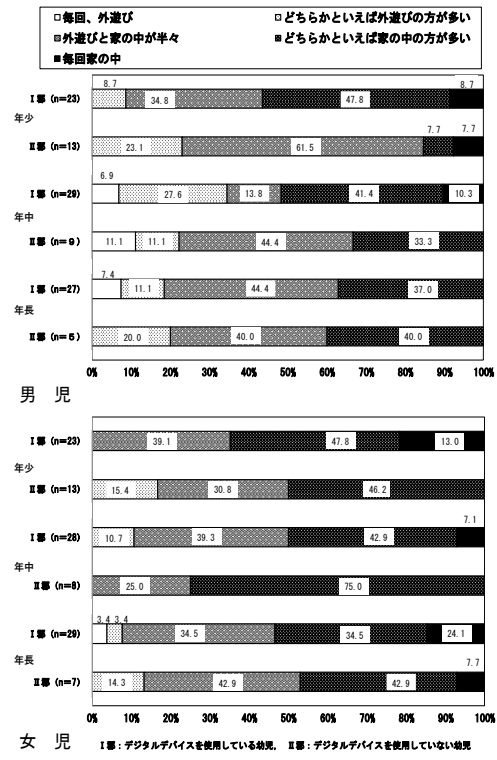 □毎回、外遊び
□どちらかといえば外遊びの方が多い
■外遊びと家の中が半々
■どちらかといえば家の中の方が多い
■毎回家の中
8.7
8.7
Ⅰ群 (n=23)
34.8
47.8
年少
7.7
7.7
Ⅱ群 (n=13)
23.1
61.5
6.9
Ⅰ群 (n=29)
27.6
13.8
41.4
10.3
年中
Ⅱ群 (n=9)
11.1
11.1
44.4
33.3
7.4
Ⅰ群 (n=27)
11.1
44.4
37.0
年長
Ⅱ群 (n=5)
20.0
40.0
40.0
0% 10% 20% 30% 40% 50% 60% 70% 80% 90% 100%
男 児
Ⅰ群 (n=23)
39.1
47.8
13.0
年少
Ⅱ群 (n=13)
15.4
30.8
46.2
7.1
Ⅰ群 (n=28)
10.7
39.3
42.9
年中
Ⅱ群 (n=8)
25.0
75.0
3.4 3.4
Ⅰ群 (n=29)
34.5
34.5
24.1
年長
7.7
Ⅱ群 (n=7)
14.3
42.9
42.9
0% 10% 20% 30% 40% 50% 60% 70% 80% 90% 100%
女 児
Ⅰ群：デジタルデバイスを使用している幼児， Ⅱ群：デジタルデバイスを使用していない幼児